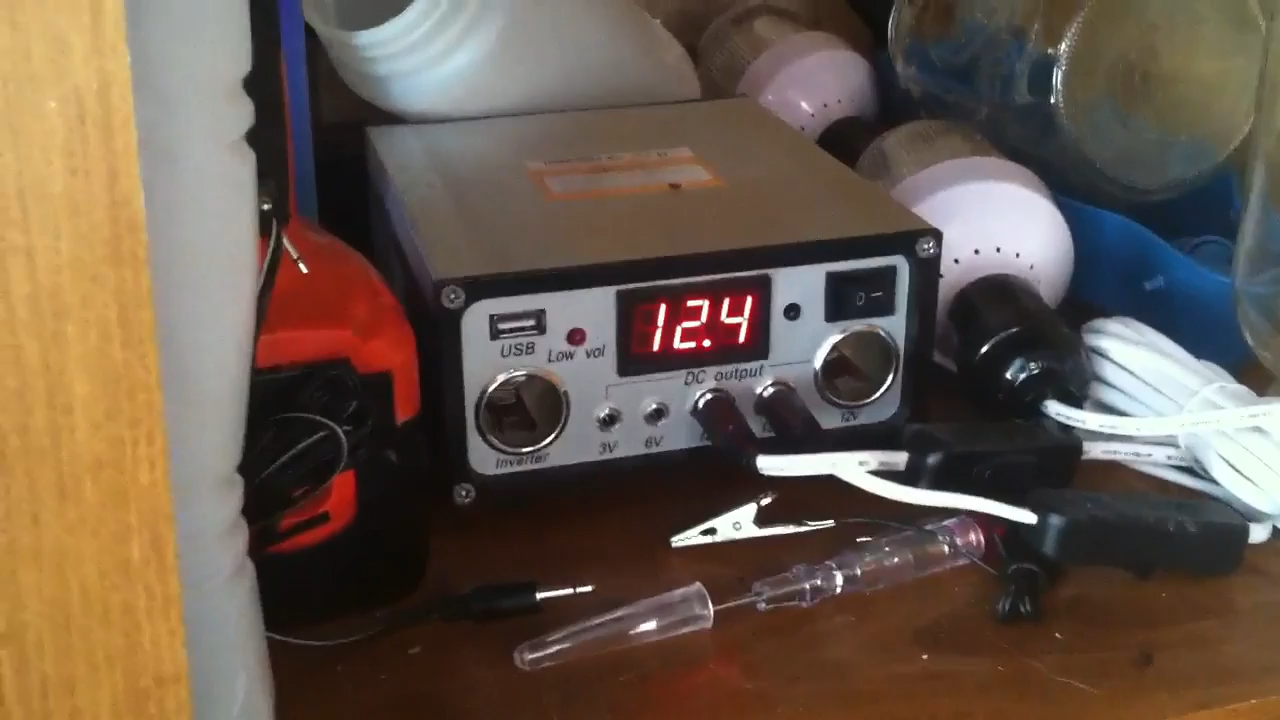 12.4
USB
Low vol
DC output
3V
6V
12V
Inverter